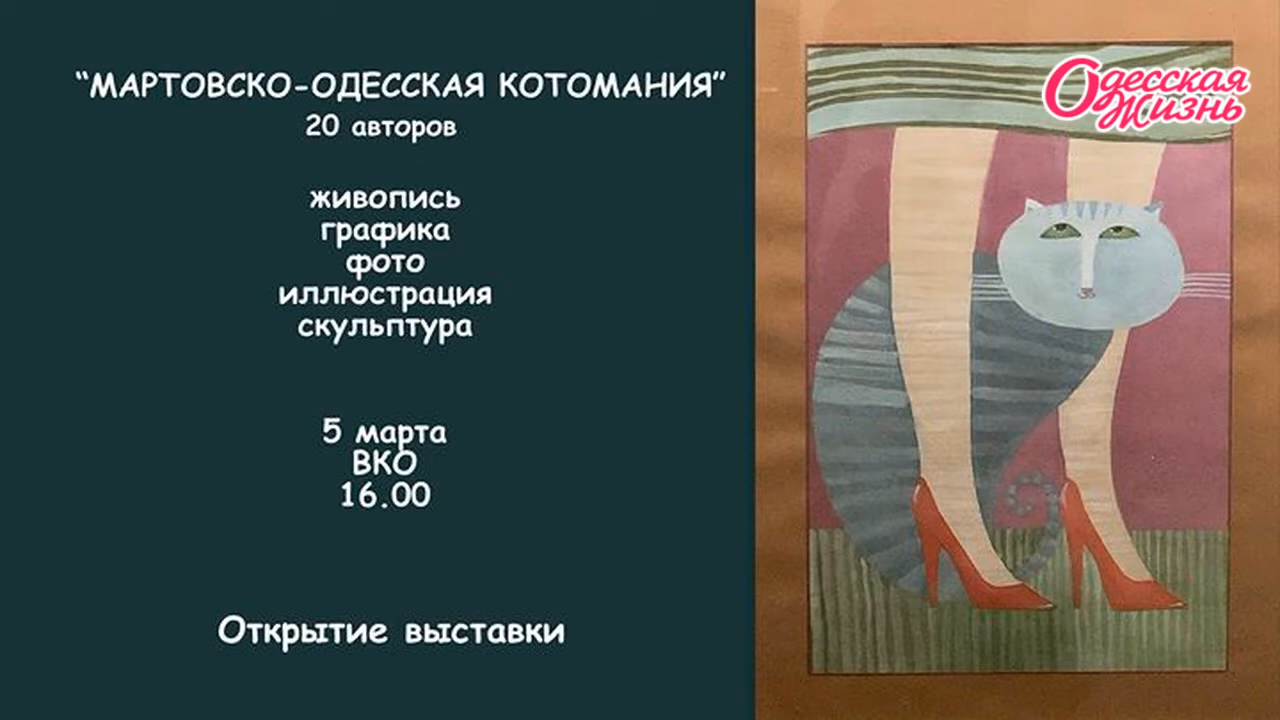 “МАРТОВСКО-ОДЕССКАЯ КОТОМАНИЯ”
20 авторов
живопись
графика
фото
иллюстрация
скульптура
5 марта
ВКО
16.00
Открытие выставки
Одесская
Жизнь